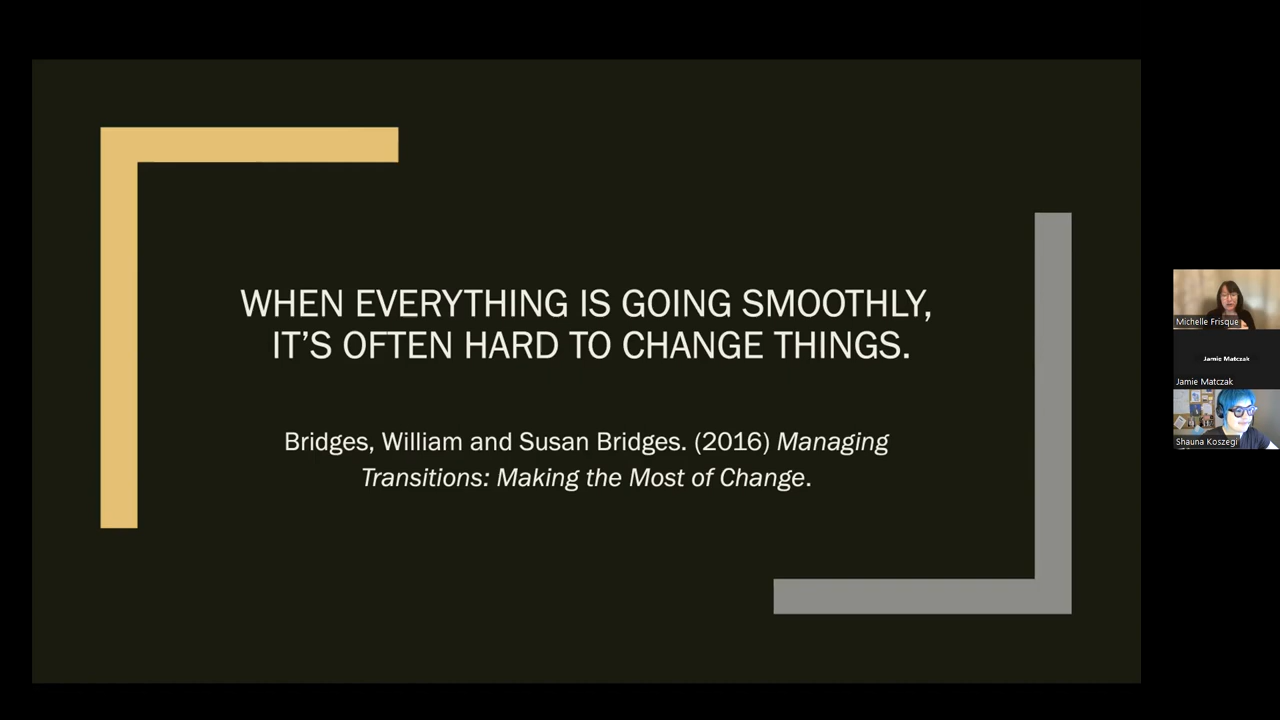 WHEN EVERYTHING IS GOING SMOOTHLY,
IT'S OFTEN HARD TO CHANGE THINGS.
Bridges, William and Susan Bridges. (2016) Managing
Transitions: Making the Most of Change.
Michelle Frisque
Jamie Matczak
Jamie Matczak
Shauna Koszegi